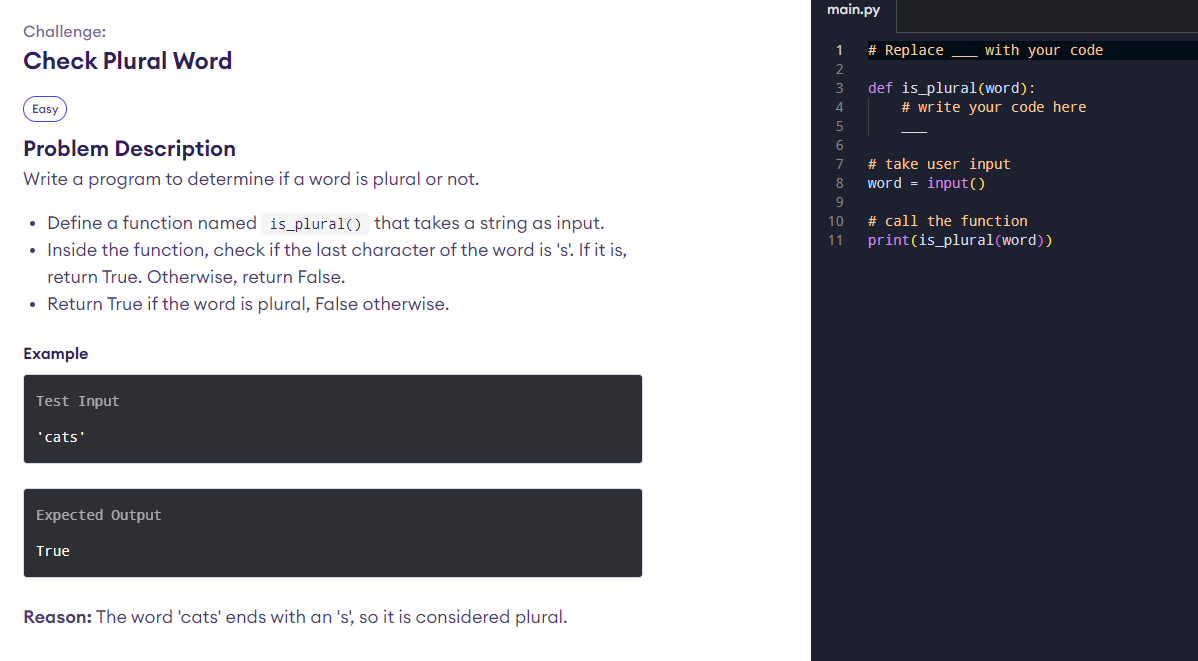 Challenge:
Check Plural Word
Easy
Problem Description
Write a program to determine if a word is plural or not.
• Define a function named is_plural() that takes a string as input.
• Inside the function, check if the last character of the word is 's'. If it is,
return True. Otherwise, return False.
• Return True if the word is plural, False otherwise.
Example
Test Input
'cats'
Expected Output
True
Reason: The word 'cats' ends with an 's', so it is considered plural.
main.py
1 # Replace ___ with your code
2
3 def is_plural(word):
4     # write your code here
5     ___
6
7 # take user input
8 word = input()
9
10 # call the function
11 print(is_plural(word))